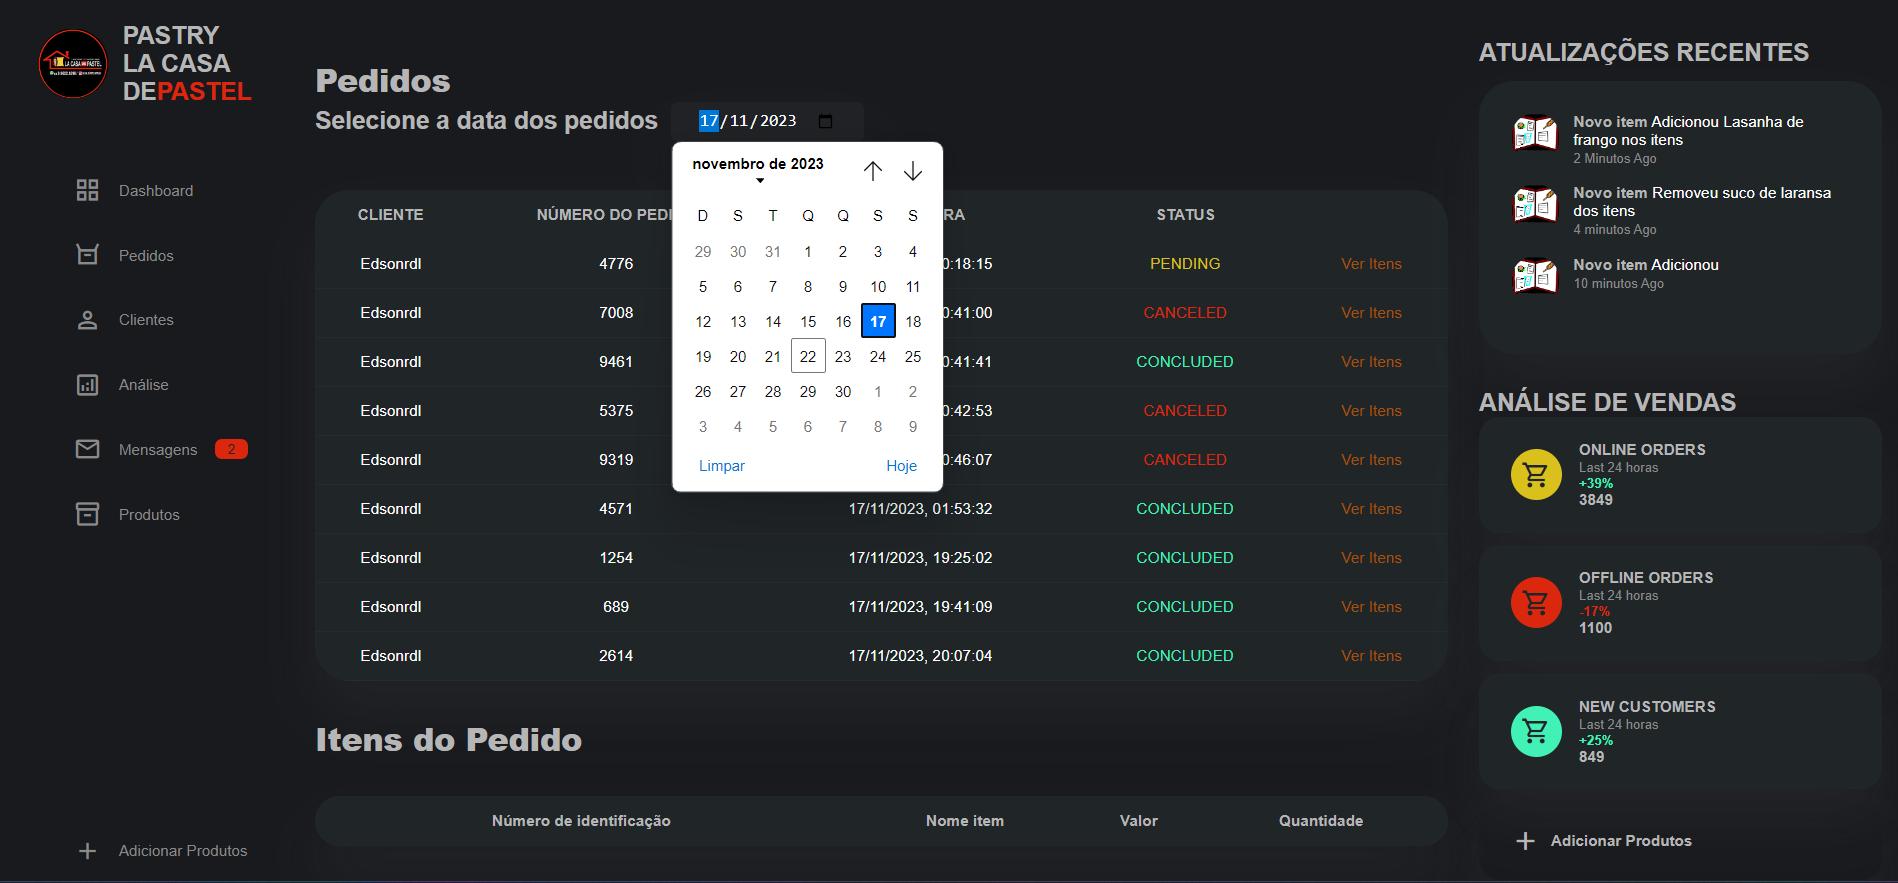 PASTRY
LA CASA
DEPASTEL
Dashboard
Pedidos
Clientes
Análise
Mensagens 2
Produtos
Adicionar Produtos
Pedidos
Selecione a data dos pedidos 17/11/2023
novembro de 2023
D S T Q Q S S
29 30 31 1 2 3 4
5 6 7 8 9 10 11
12 13 14 15 16 17 18
19 20 21 22 23 24 25
26 27 28 29 30 1 2
3 4 5 6 7 8 9
Limpar Hoje
CLIENTE NÚMERO DO PEDI RA STATUS
Edsonrdl 4776 0:18:15 PENDING Ver Itens
Edsonrdl 7008 0:41:00 CANCELED Ver Itens
Edsonrdl 9461 0:41:41 CONCLUDED Ver Itens
Edsonrdl 5375 0:42:53 CANCELED Ver Itens
Edsonrdl 9319 0:46:07 CANCELED Ver Itens
Edsonrdl 4571 17/11/2023, 01:53:32 CONCLUDED Ver Itens
Edsonrdl 1254 17/11/2023, 19:25:02 CONCLUDED Ver Itens
Edsonrdl 689 17/11/2023, 19:41:09 CONCLUDED Ver Itens
Edsonrdl 2614 17/11/2023, 20:07:04 CONCLUDED Ver Itens
Itens do Pedido
Número de identificação Nome item Valor Quantidade
ATUALIZAÇÕES RECENTES
Novo item Adicionou Lasanha de
frango nos itens
2 Minutos Ago
Novo item Removeu suco de laransa
dos itens
4 minutos Ago
Novo item Adicionou
10 minutos Ago
ANÁLISE DE VENDAS
ONLINE ORDERS
Last 24 horas
+39%
3849
OFFLINE ORDERS
Last 24 horas
-17%
1100
NEW CUSTOMERS
Last 24 horas
+25%
849
Adicionar Produtos